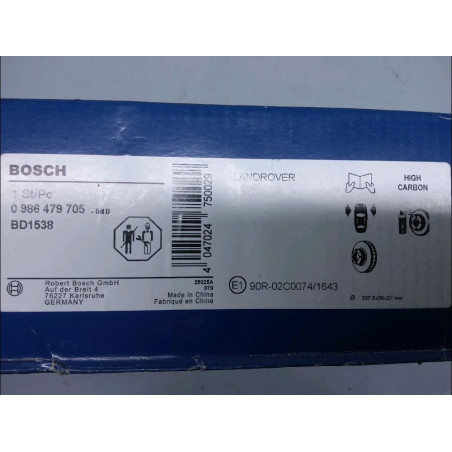 BOSCH
1 St/Pc
0 986 479 705
BD1538
4 047024 750029
LANDROVER
HIGH
CARBON
E1 90R-02C0074/1643
Robert Bosch GmbH
Auf der Breit 4
76227 Karlsruhe
GERMANY
Made in China
Fabriqué en China